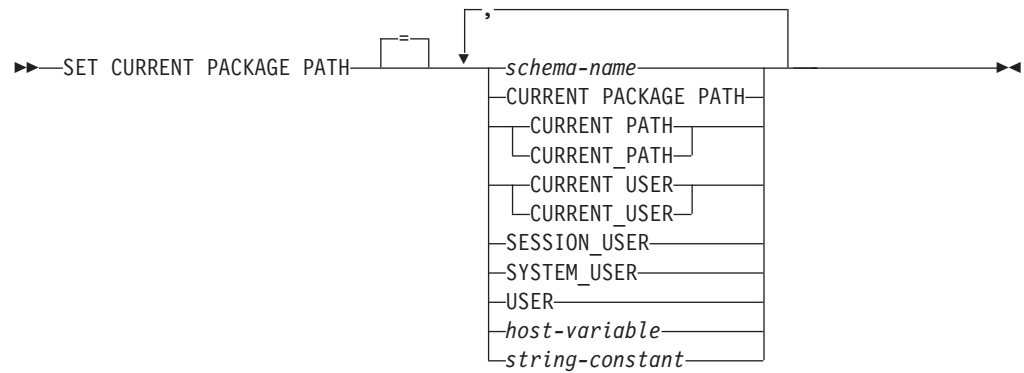 ,
=
SET CURRENT PACKAGE PATH schema-name
CURRENT PACKAGE PATH
CURRENT PATH
CURRENT_PATH
CURRENT USER
CURRENT_USER
SESSION_USER
SYSTEM_USER
USER
host-variable
string-constant